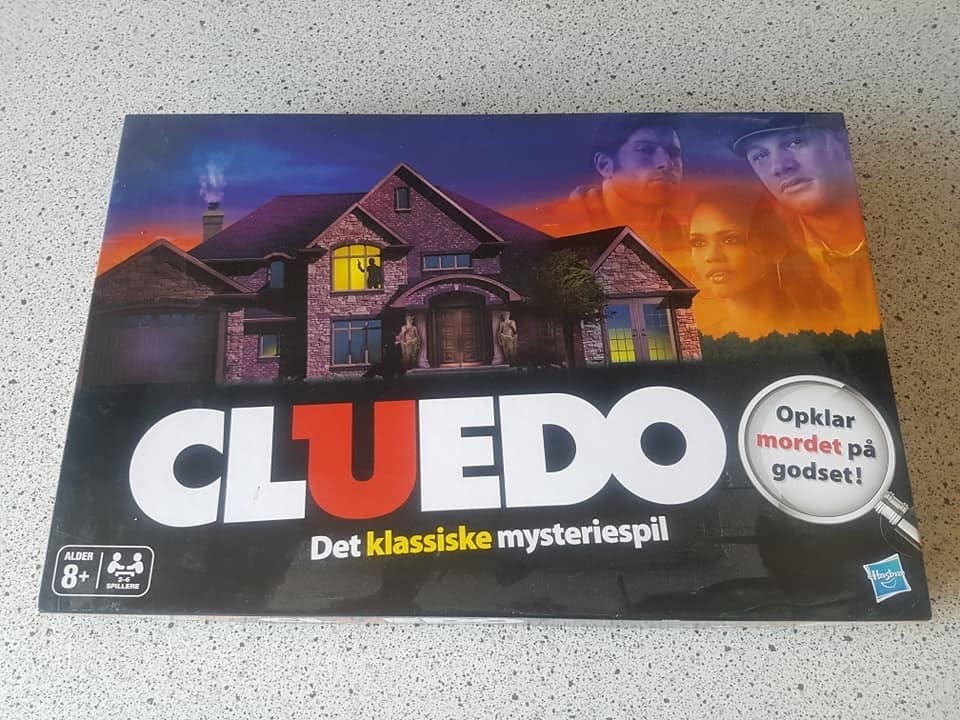 CLUEDO
Det klassiske mysteriespil
Opklar
mordet på
godset!
ALDER
8+
2-6
SPILLERE
Hasbro